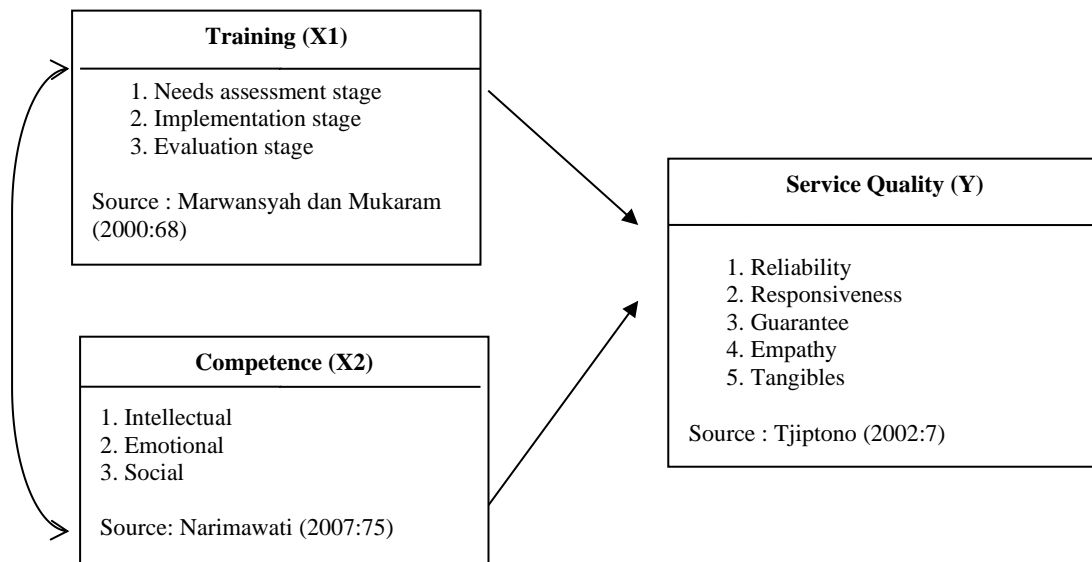 Training (X1)
1. Needs assessment stage
2. Implementation stage
3. Evaluation stage
Source : Marwansyah dan Mukaram
(2000:68)
Competence (X2)
1. Intellectual
2. Emotional
3. Social
Source: Narimawati (2007:75)
Service Quality (Y)
1. Reliability
2. Responsiveness
3. Guarantee
4. Empathy
5. Tangibles
Source : Tjiptono (2002:7)